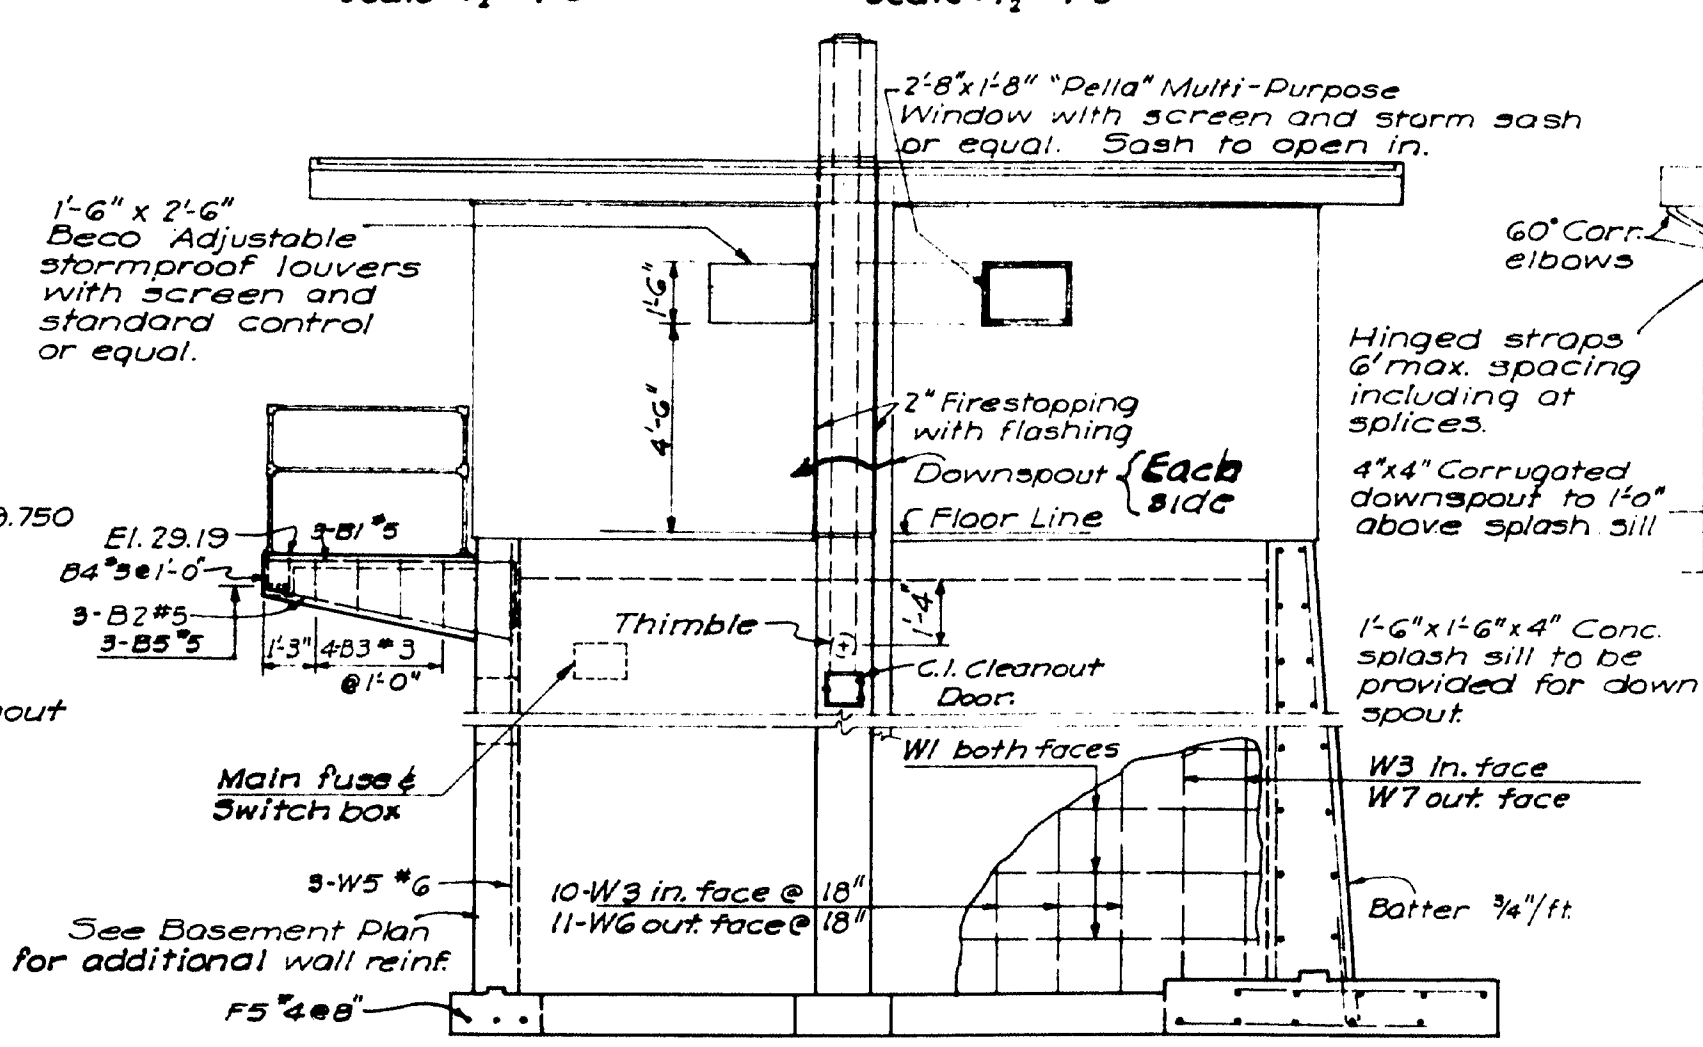 2'-8"x1'-8" "Pella" Multi-Purpose
Window with screen and storm sash
or equal. Sash to open in.
1'-6" x 2'-6"
Beco Adjustable
stormproof louvers
with screen and
standard control
or equal.
60° Corr.
elbows
1'-6"
4'-6"
Hinged straps
6' max. spacing
including at
splices.
2" Firestopping
with flashing
Downspout { Each
side
4"x4" Corrugated
downspout to 1'-0"
above splash sill
Floor Line
9.750
El. 29.19
3-B1 #5
B4 #3@1'-0"
3-B2 #5
3-B5 #5
1'-3"
4-B3 #3
@ 1'-0"
Thimble
1'-4"
C.I. Cleanout
Door.
1'-6"x1'-6"x4" Conc.
splash sill to be
provided for down
spout.
out
W1 both faces
Main fuse &
Switch box
W3 In. face
W7 out. face
3-W5 #6
10-W3 in. face @ 18"
11-W6 out. face @ 18"
Batter 3/4"/ft.
See Basement Plan
for additional wall reinf.
F5 #4@8"